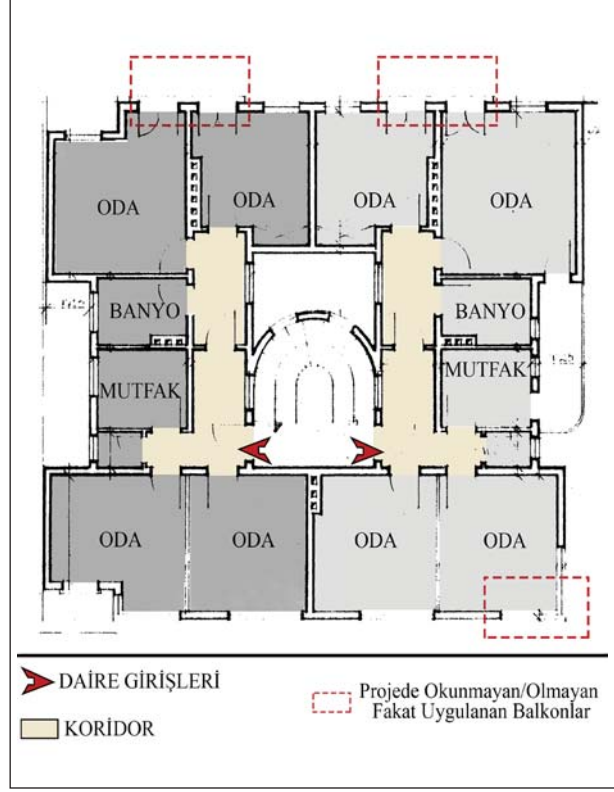 ODA
ODA
ODA
ODA
BANYO
BANYO
MUTFAK
MUTFAK
ODA
ODA
ODA
ODA
DAİRE GİRİŞLERİ
KORİDOR
Projede Okunmayan/Olmayan
Fakat Uygulanan Balkonlar